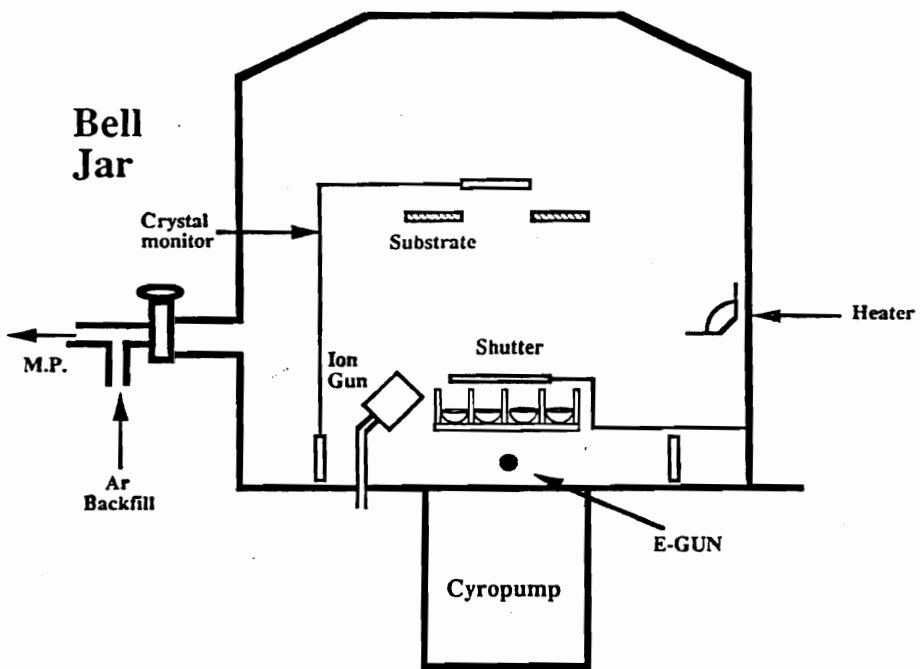 Bell
Jar
Crystal
monitor
Substrate
Heater
M.P.
Ion
Gun
Shutter
Ar
Backfill
E-GUN
Cyropump